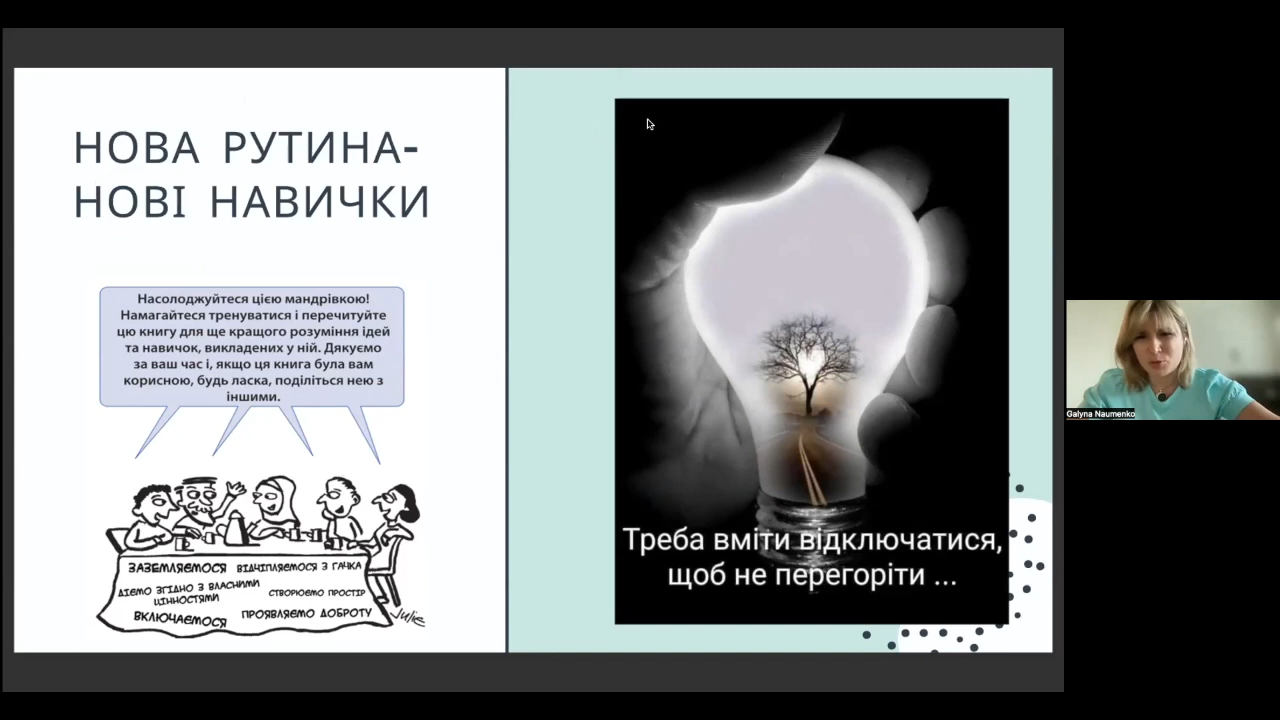 НОВА РУТИНА-
НОВІ НАВИЧКИ
Насолоджуйтеся цією мандрівкою!
Намагайтеся тренуватися і перечитуйте
цю книгу для ще кращого розуміння ідей
та навичок, викладених у ній. Дякуємо
за ваш час і, якщо ця книга була вам
корисною, будь ласка, поділіться нею з
іншими.
ЗАЗЕМЛЯЄМОСЯ ВІДЧІПЛЯЄМОСЯ З ГАЧКА
ДІЄМО ЗГІДНО З ВЛАСНИМИ
ЦІННОСТЯМИ
СТВОРЮЄМО ПРОСТІР
ВКЛЮЧАЄМОСЯ ПРОЯВЛЯЄМО ДОБРОТУ
Julie
Треба вміти відключатися,
щоб не перегоріти ...
Galyna Naumenko